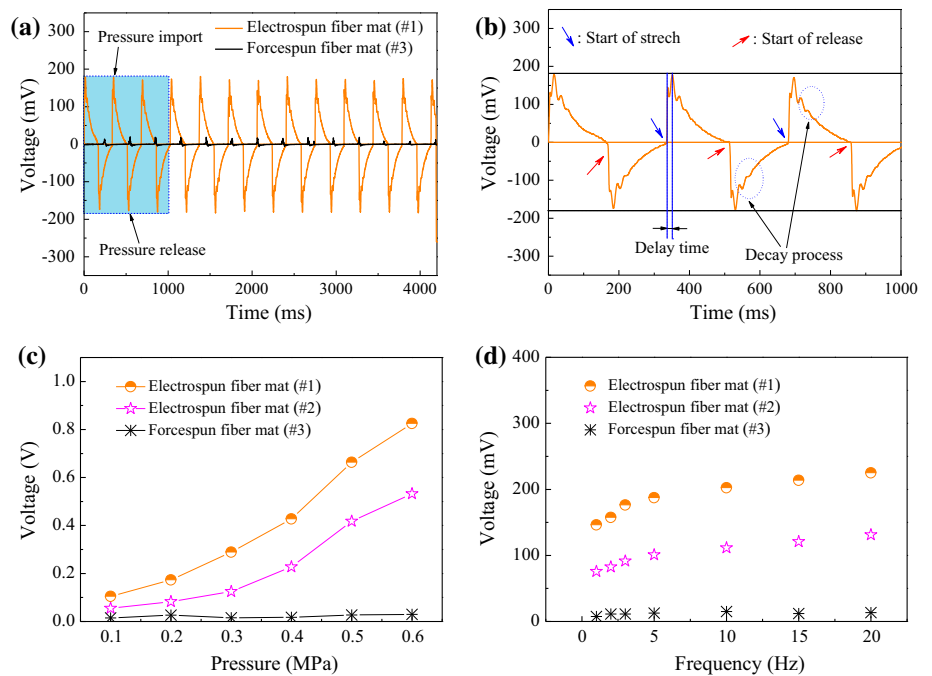 (a)
Electrospun fiber mat (#1)
Forcespun fiber mat (#3)
Pressure import
Pressure release
300
200
100
0
-100
-200
-300
Voltage (mV)
0 500 1000 1500 2000 2500 3000 3500 4000
Time (ms)
(b)
: Start of strech
: Start of release
Delay time
Decay process
300
200
100
0
-100
-200
-300
Voltage (mV)
0 200 400 600 800 1000
Time (ms)
(c)
Electrospun fiber mat (#1)
Electrospun fiber mat (#2)
Forcespun fiber mat (#3)
1.0
0.8
0.6
0.4
0.2
0.0
Voltage (V)
0.1 0.2 0.3 0.4 0.5 0.6
Pressure (MPa)
(d)
Electrospun fiber mat (#1)
Electrospun fiber mat (#2)
Forcespun fiber mat (#3)
400
300
200
100
0
Voltage (mV)
0 5 10 15 20
Frequency (Hz)